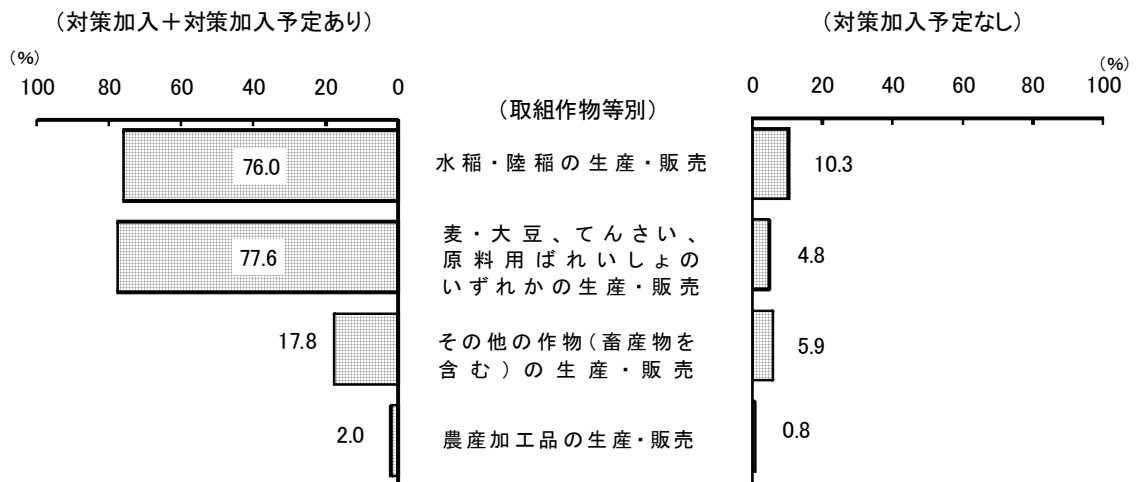 （対策加入＋対策加入予定あり）
（対策加入予定なし）
（%）
100 80 60 40 20 0
0 20 40 60 80 100
（%）
（取組作物等別）
76.0
水稲・陸稲の生産・販売
10.3
77.6
麦・大豆、てんさい、
原料用ばれいしょの
いずれかの生産・販売
4.8
17.8
その他の作物（畜産物を
含む）の生産・販売
5.9
2.0
農産加工品の生産・販売
0.8